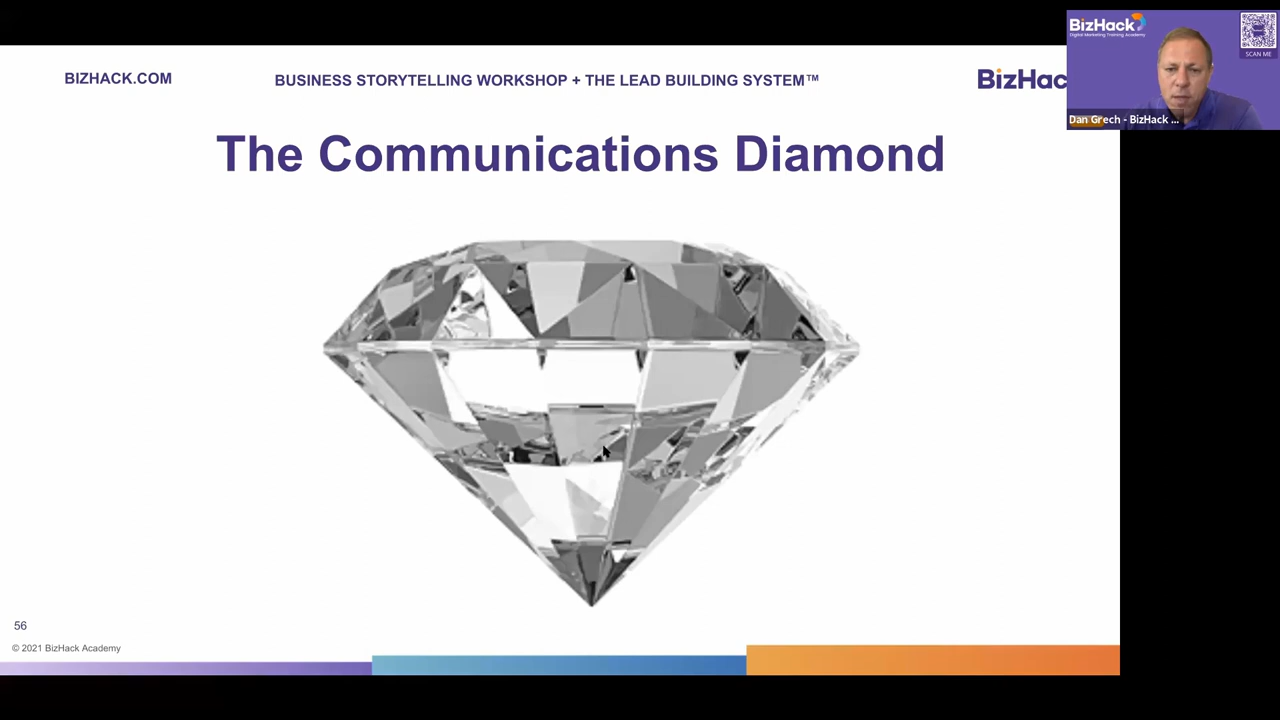 BIZHACK.COM
BUSINESS STORYTELLING WORKSHOP + THE LEAD BUILDING SYSTEM™
BizHac
The Communications Diamond
56
© 2021 BizHack Academy
BizHack
Digital Marketing Training Academy
SCAN ME
Dan Grech - BizHack ...